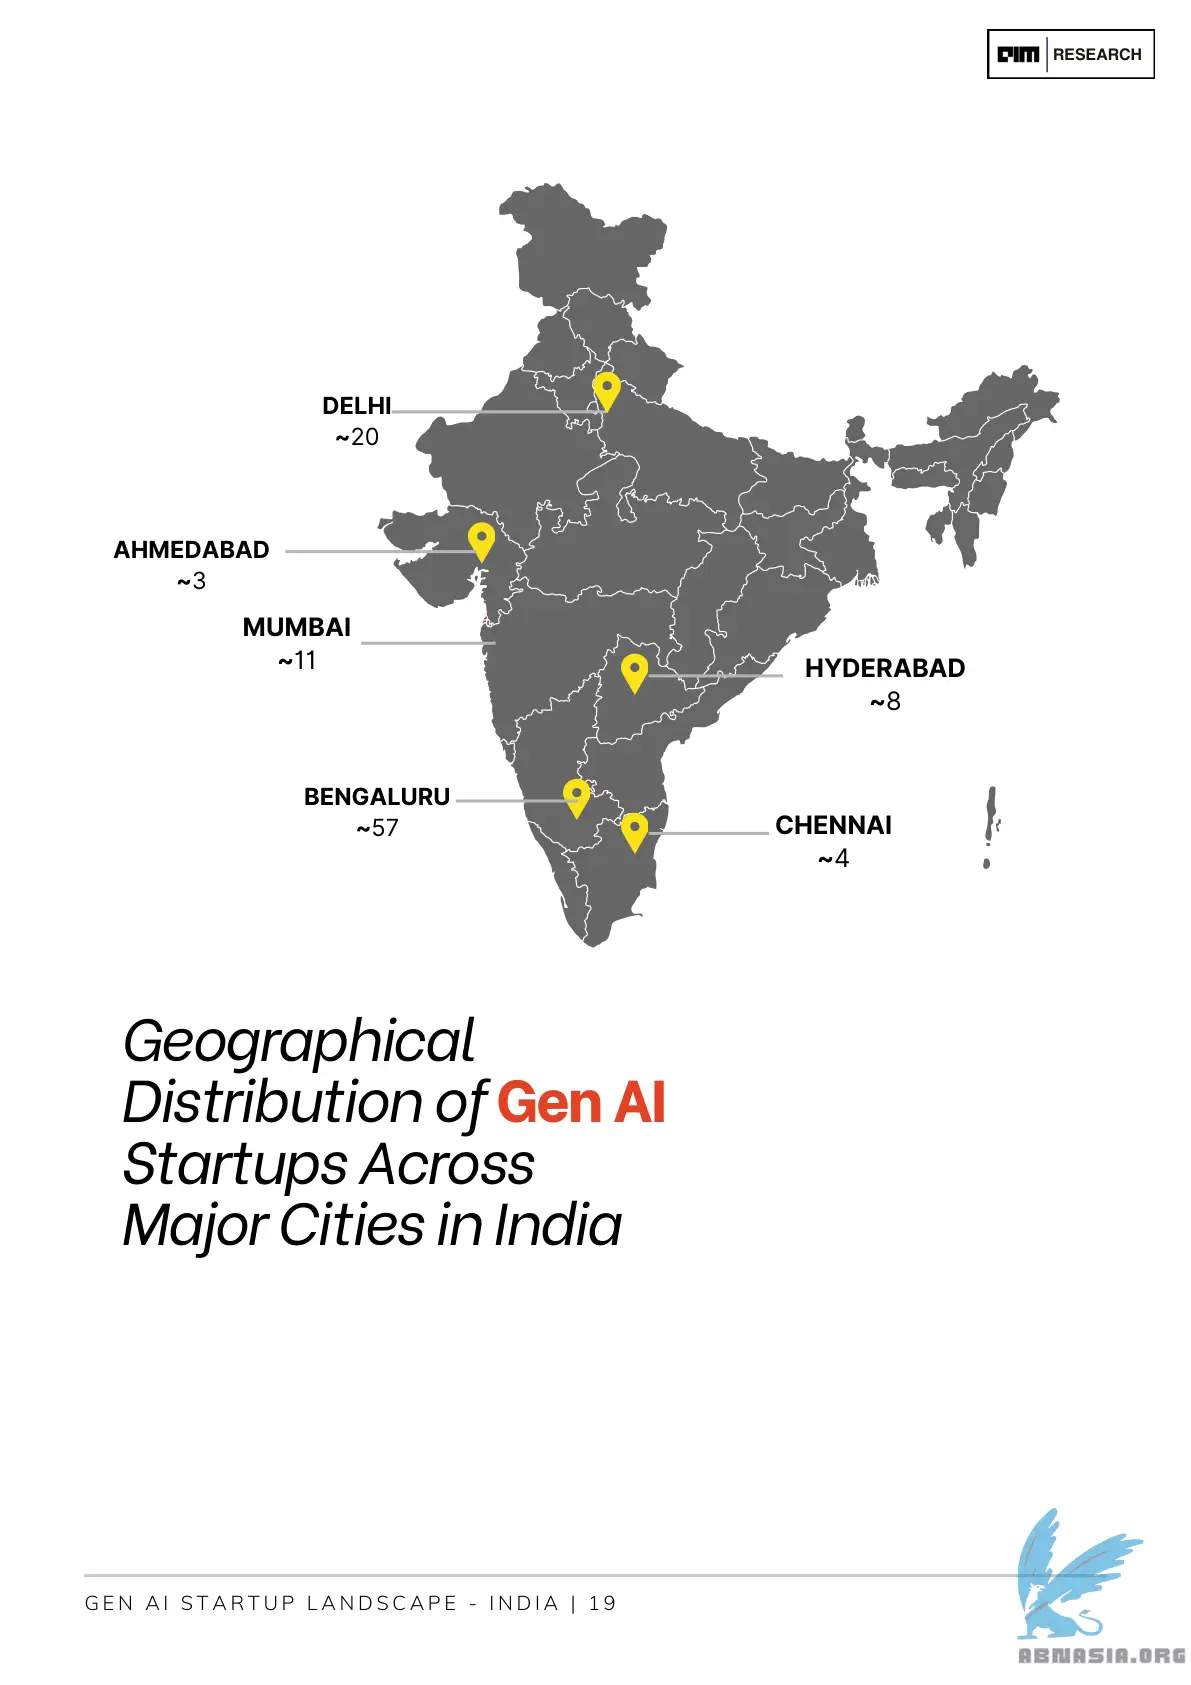 AIM RESEARCH
DELHI
~20
AHMEDABAD
~3
MUMBAI
~11
HYDERABAD
~8
BENGALURU
~57
CHENNAI
~4
Geographical
Distribution of Gen AI
Startups Across
Major Cities in India
GEN AI STARTUP LANDSCAPE - INDIA | 19
ABNASIA.ORG